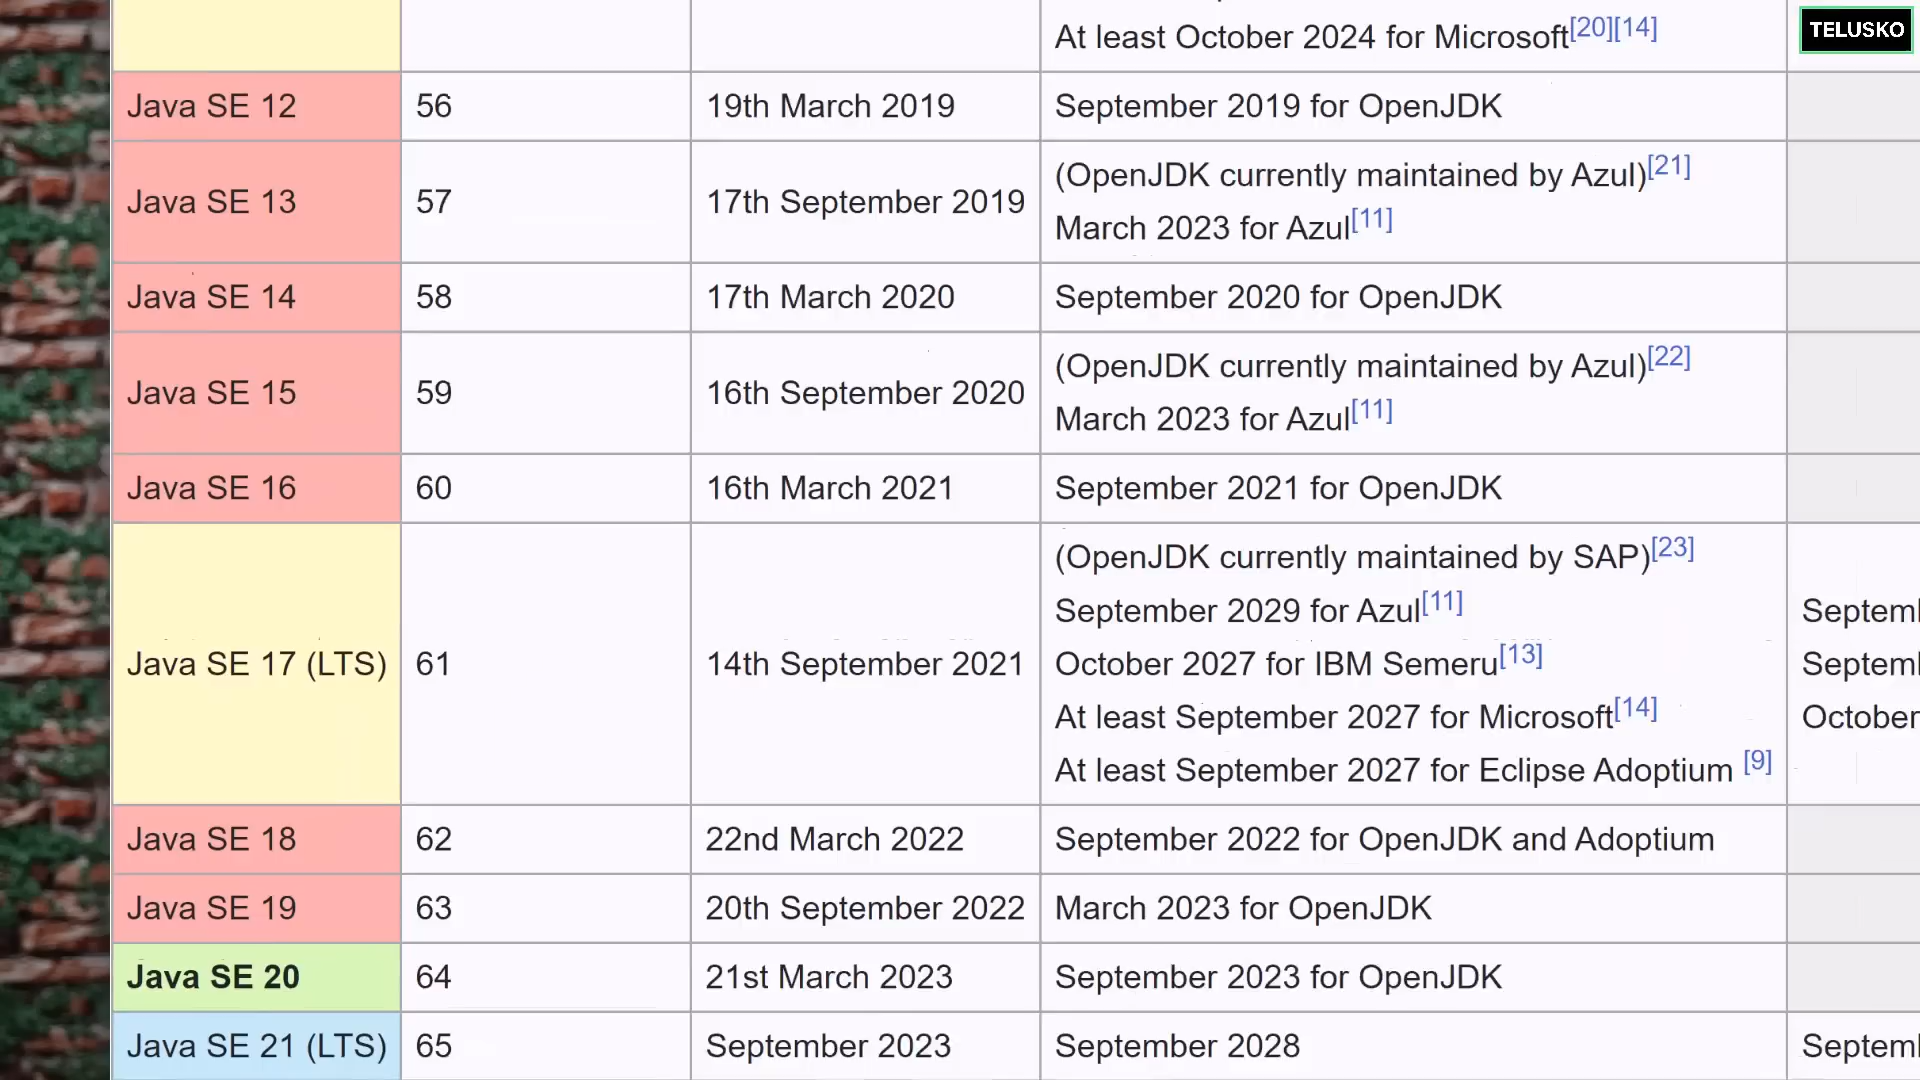 At least October 2024 for Microsoft[20][14]
TELUSKO
Java SE 12 56 19th March 2019 September 2019 for OpenJDK
Java SE 13 57 17th September 2019 (OpenJDK currently maintained by Azul)[21]
March 2023 for Azul[11]
Java SE 14 58 17th March 2020 September 2020 for OpenJDK
Java SE 15 59 16th September 2020 (OpenJDK currently maintained by Azul)[22]
March 2023 for Azul[11]
Java SE 16 60 16th March 2021 September 2021 for OpenJDK
Java SE 17 (LTS) 61 14th September 2021 (OpenJDK currently maintained by SAP)[23]
September 2029 for Azul[11]
October 2027 for IBM Semeru[13]
At least September 2027 for Microsoft[14]
At least September 2027 for Eclipse Adoptium [9]
October
Java SE 18 62 22nd March 2022 September 2022 for OpenJDK and Adoptium
Java SE 19 63 20th September 2022 March 2023 for OpenJDK
Java SE 20 64 21st March 2023 September 2023 for OpenJDK
Java SE 21 (LTS) 65 September 2023 September 2028